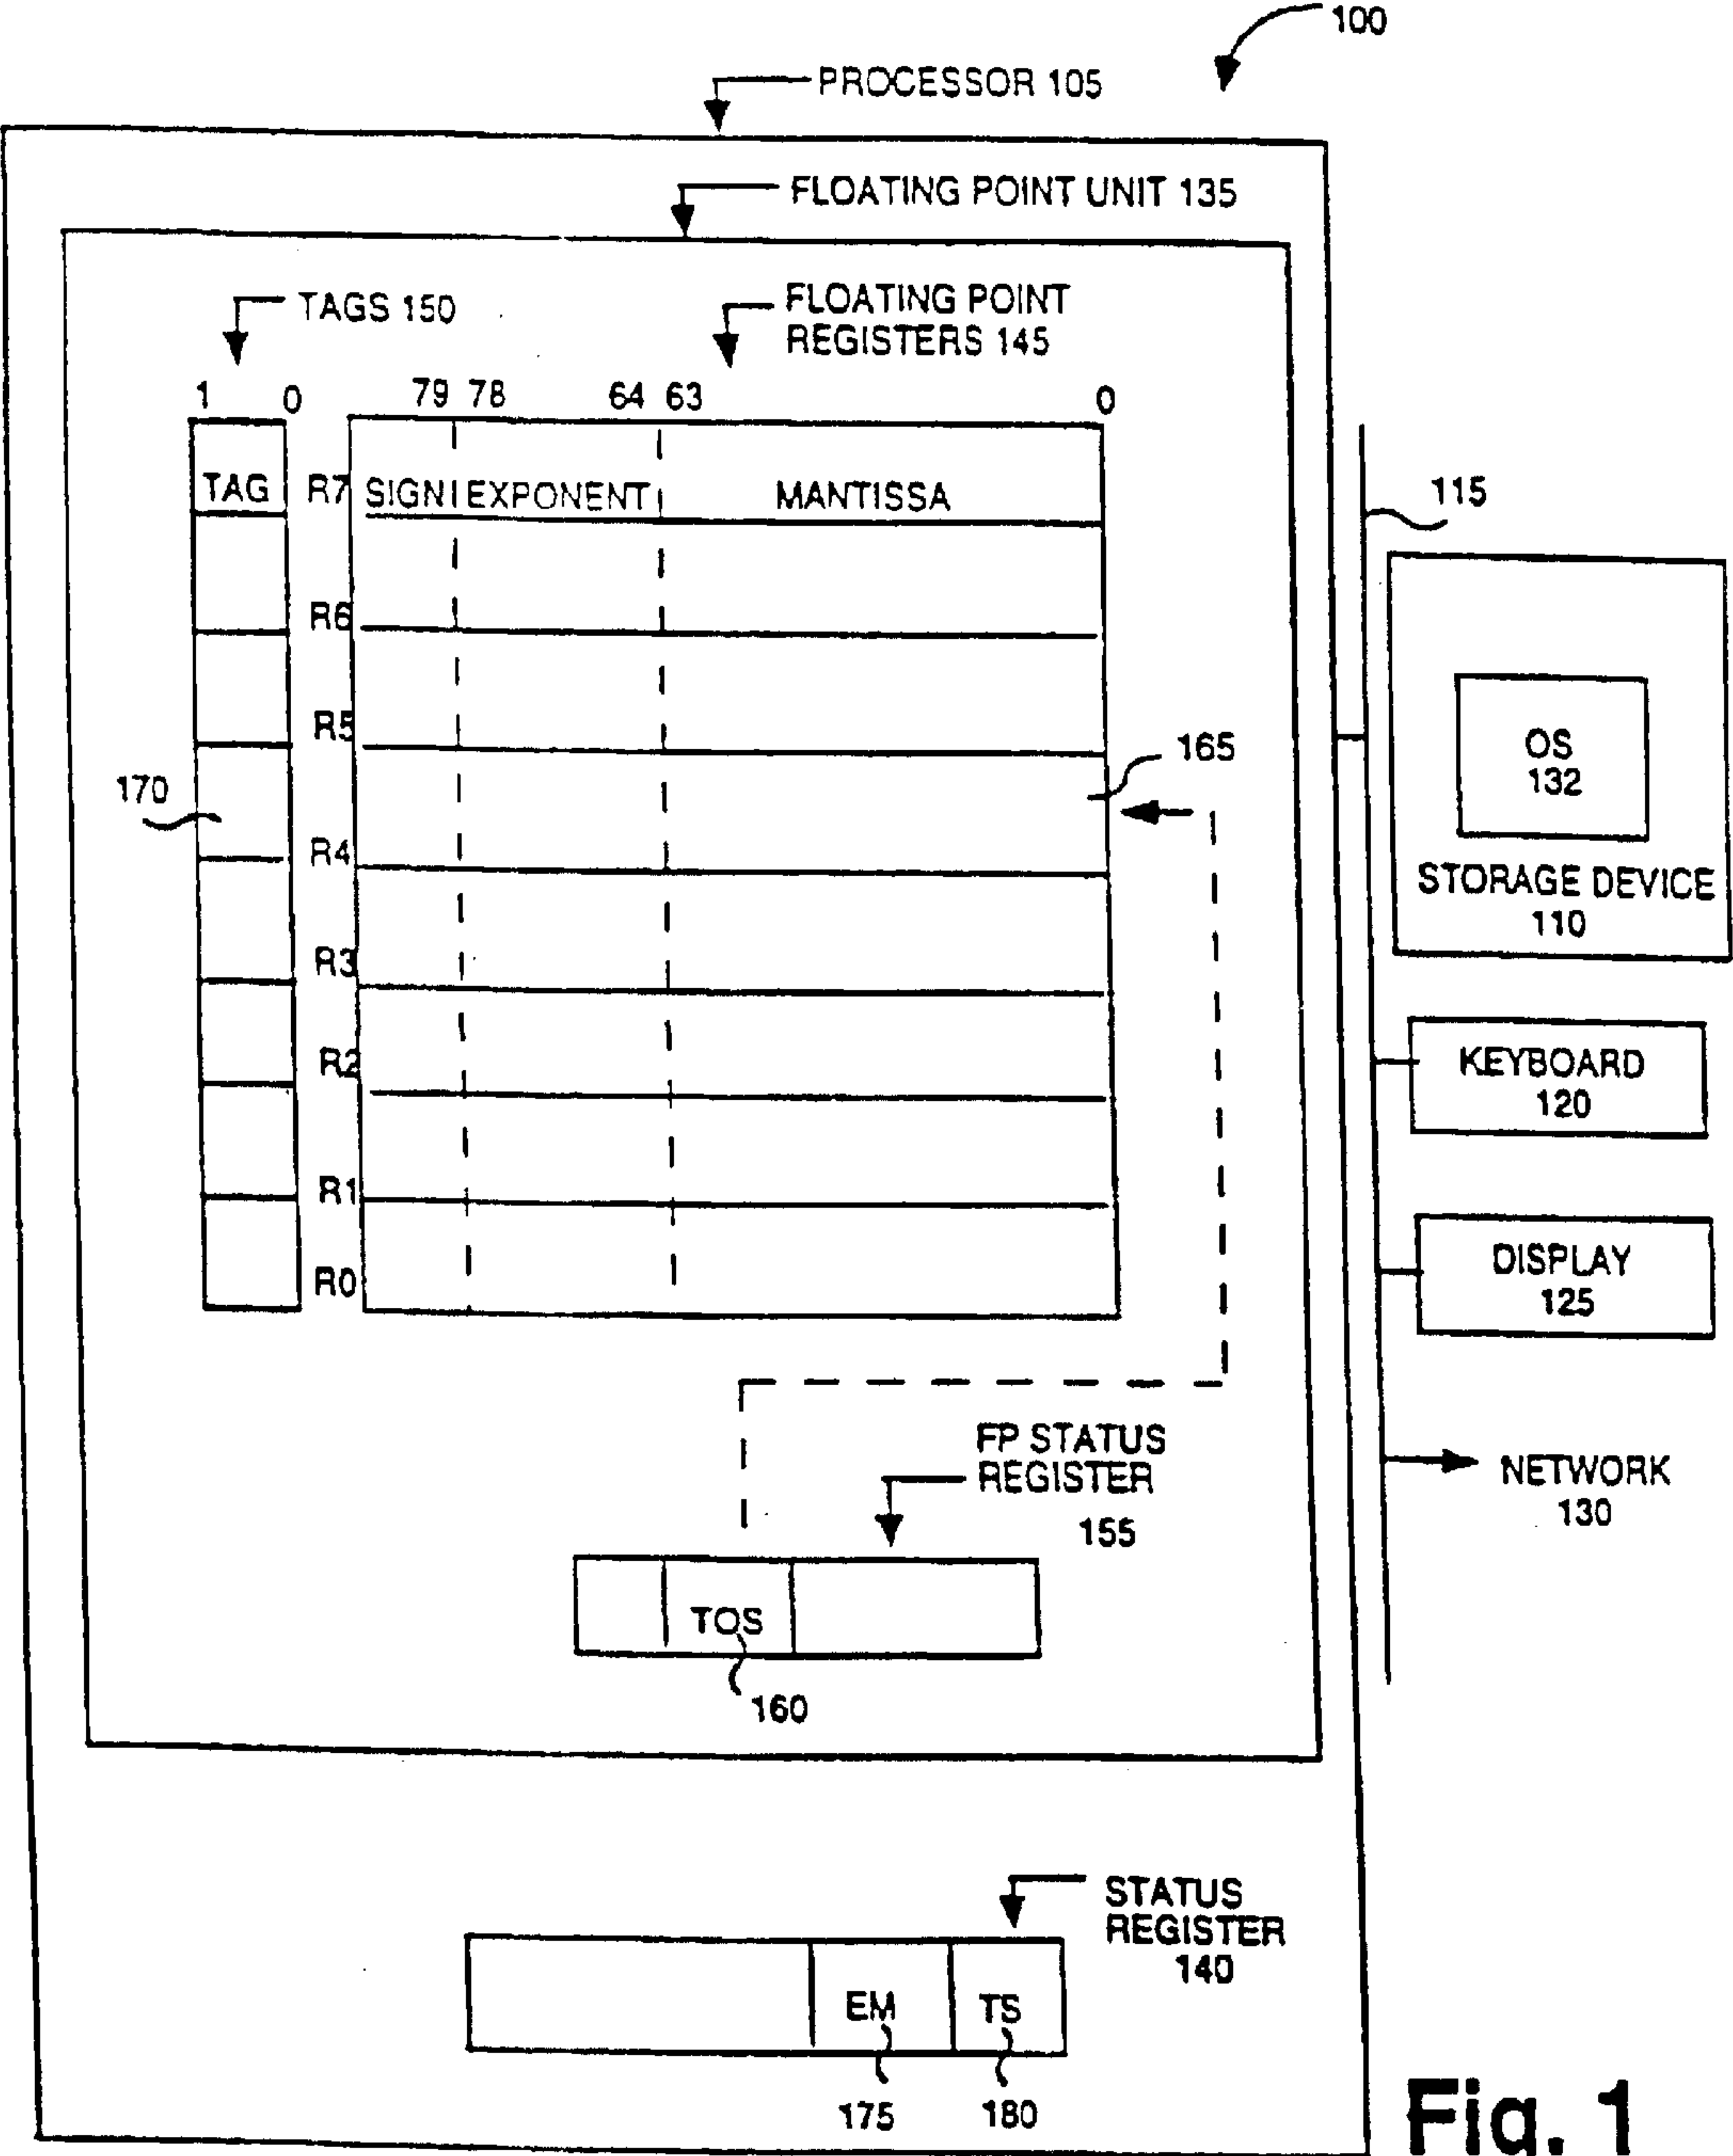 100
PROCESSOR 105
FLOATING POINT UNIT 135
TAGS 150
FLOATING POINT
REGISTERS 145
1 0 79 78 64 63 0
TAG R7 SIGN EXPONENT MANTISSA
115
R6
R5
165
OS
132
170
R4
STORAGE DEVICE
110
R3
R2
KEYBOARD
120
R1
DISPLAY
125
R0
FP STATUS
REGISTER
155
NETWORK
130
TOS
160
STATUS
REGISTER
140
EM TS
175 180
Fig. 1